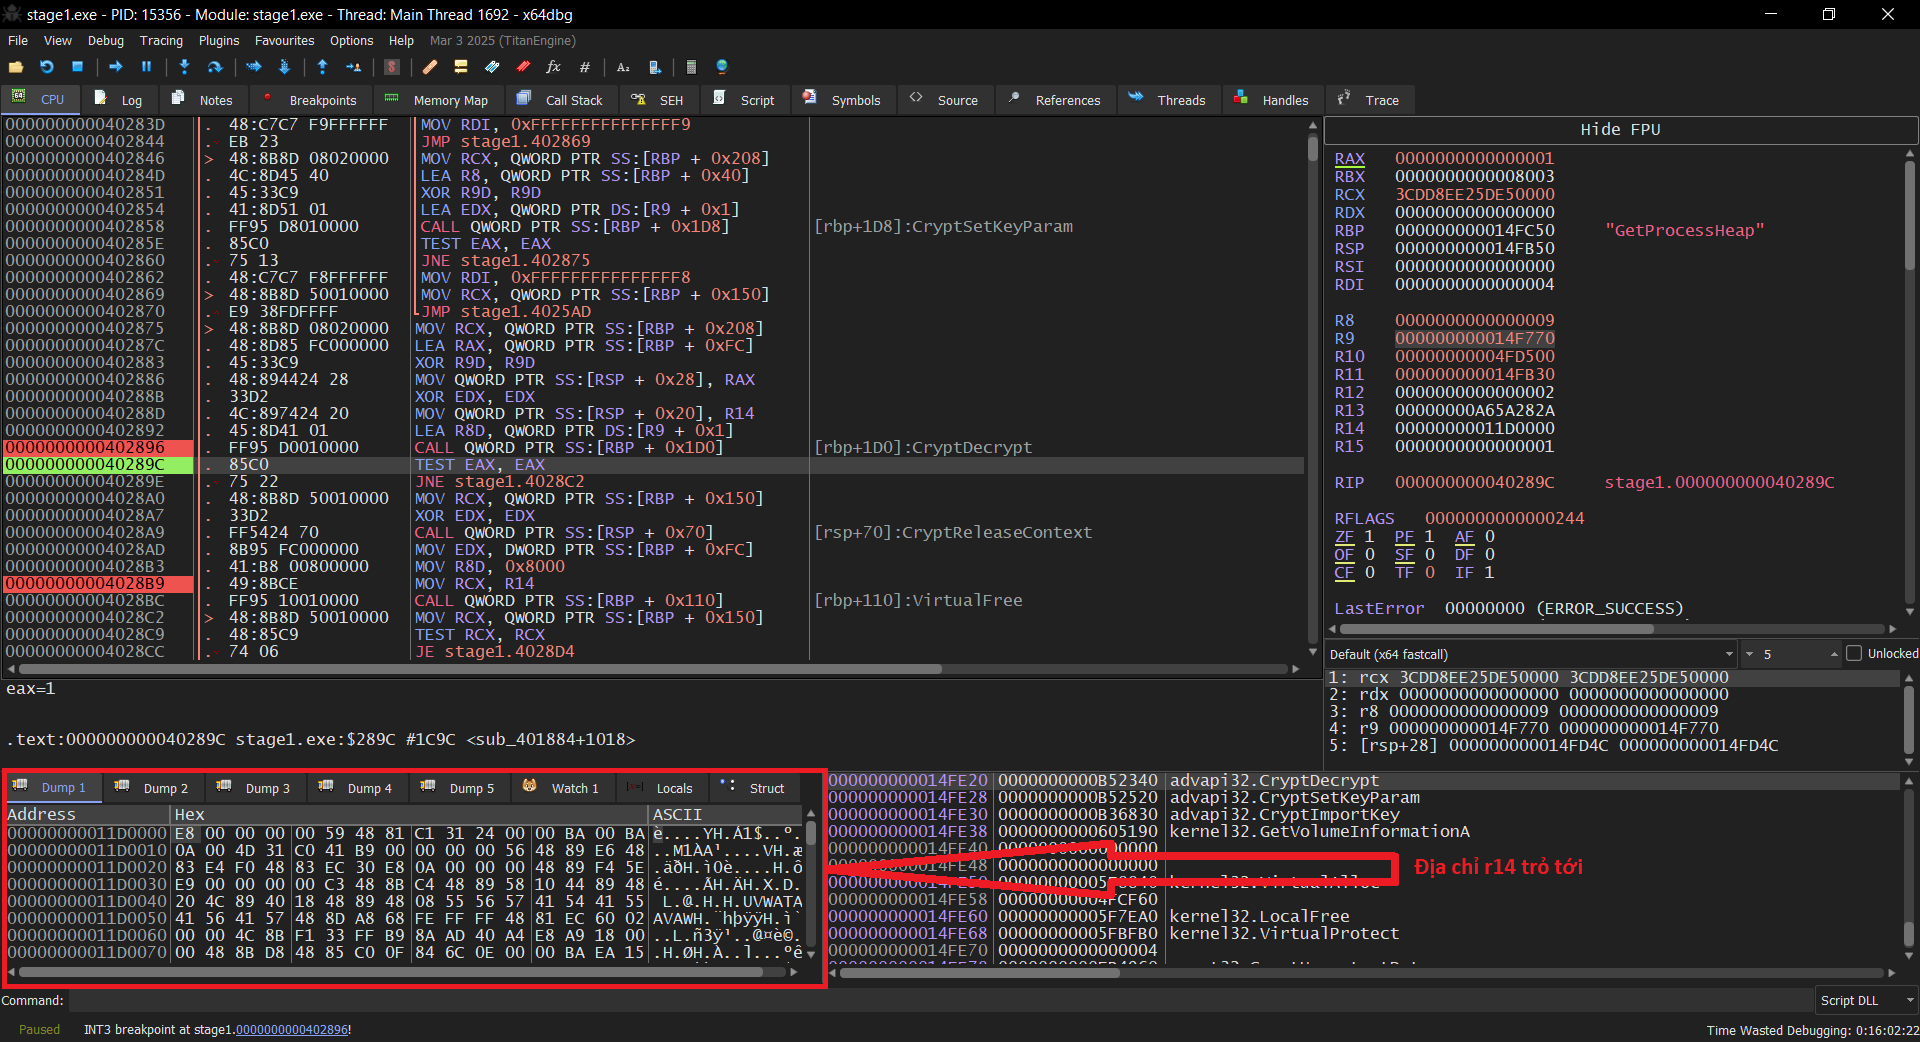 stage1.exe - PID: 15356 - Module: stage1.exe - Thread: Main Thread 1692 - x64dbg
File View Debug Tracing Plugins Favourites Options Help Mar 3 2025 (TitanEngine)
CPU Log Notes Breakpoints Memory Map Call Stack SEH Script Symbols Source References Threads Handles Trace
000000000040283D . 48:C7C7 F9FFFFFF MOV RDI, 0xFFFFFFFFFFFFFFF9
0000000000402844 . EB 23 JMP stage1.402869
0000000000402846 > 48:8B8D 08020000 MOV RCX, QWORD PTR SS:[RBP + 0x208]
000000000040284D . 4C:8D45 40 LEA R8, QWORD PTR SS:[RBP + 0x40]
0000000000402851 . 45:33C9 XOR R9D, R9D
0000000000402854 . 41:8D51 01 LEA EDX, QWORD PTR DS:[R9 + 0x1]
0000000000402858 . FF95 D8010000 CALL QWORD PTR SS:[RBP + 0x1D8] [rbp+1D8]:CryptSetKeyParam
000000000040285E . 85C0 TEST EAX, EAX
0000000000402860 . 75 13 JNE stage1.402875
0000000000402862 . 48:C7C7 F8FFFFFF MOV RDI, 0xFFFFFFFFFFFFFFF8
0000000000402869 > 48:8B8D 50010000 MOV RCX, QWORD PTR SS:[RBP + 0x150]
0000000000402870 . E9 38FDFFFF JMP stage1.4025AD
0000000000402875 > 48:8B8D 08020000 MOV RCX, QWORD PTR SS:[RBP + 0x208]
000000000040287C . 48:8D85 FC000000 LEA RAX, QWORD PTR SS:[RBP + 0xFC]
0000000000402883 . 45:33C9 XOR R9D, R9D
0000000000402886 . 48:894424 28 MOV QWORD PTR SS:[RSP + 0x28], RAX
000000000040288B . 33D2 XOR EDX, EDX
000000000040288D . 4C:897424 20 MOV QWORD PTR SS:[RSP + 0x20], R14
0000000000402892 . 45:8D41 01 LEA R8D, QWORD PTR DS:[R9 + 0x1]
0000000000402896 . FF95 D0010000 CALL QWORD PTR SS:[RBP + 0x1D0] [rbp+1D0]:CryptDecrypt
000000000040289C . 85C0 TEST EAX, EAX
000000000040289E . 75 22 JNE stage1.4028C2
00000000004028A0 . 48:8B8D 50010000 MOV RCX, QWORD PTR SS:[RBP + 0x150]
00000000004028A7 . 33D2 XOR EDX, EDX
00000000004028A9 . FF5424 70 CALL QWORD PTR SS:[RSP + 0x70] [rsp+70]:CryptReleaseContext
00000000004028AD . 8B95 FC000000 MOV EDX, DWORD PTR SS:[RBP + 0xFC]
00000000004028B3 . 41:B8 00800000 MOV R8D, 0x8000
00000000004028B9 . 49:8BCE MOV RCX, R14
00000000004028BC . FF95 10010000 CALL QWORD PTR SS:[RBP + 0x110] [rbp+110]:VirtualFree
00000000004028C2 > 48:8B8D 50010000 MOV RCX, QWORD PTR SS:[RBP + 0x150]
00000000004028C9 . 48:85C9 TEST RCX, RCX
00000000004028CC . 74 06 JE stage1.4028D4
eax=1
.text:000000000040289C stage1.exe:$289C #1C9C <sub_401884+1018>
Hide FPU
RAX 0000000000000001
RBX 0000000000008003
RCX 3CDD8EE25DE50000
RDX 0000000000000000
RBP 000000000014FC50 "GetProcessHeap"
RSP 000000000014FB50
RSI 0000000000000000
RDI 0000000000000004
R8 0000000000000009
R9 000000000014F770
R10 00000000004FD500
R11 000000000014FB30
R12 0000000000000002
R13 00000000A65A282A
R14 00000000011D0000
R15 0000000000000001
RIP 000000000040289C stage1.000000000040289C
RFLAGS 0000000000000244
ZF 1 PF 1 AF 0
OF 0 SF 0 DF 0
CF 0 TF 0 IF 1
LastError 00000000 (ERROR_SUCCESS)
Default (x64 fastcall) 5 Unlocked
1: rcx 3CDD8EE25DE50000 3CDD8EE25DE50000
2: rdx 0000000000000000 0000000000000000
3: r8 0000000000000009 0000000000000009
4: r9 000000000014F770 000000000014F770
5: [rsp+28] 000000000014FD4C 000000000014FD4C
Dump 1 Dump 2 Dump 3 Dump 4 Dump 5 Watch 1 Locals Struct
Address Hex ASCII
00000000011D0000 E8 00 00 00 00 59 48 81 C1 31 24 00 00 BA 00 BA è....YH.Á1$..º.
00000000011D0010 0A 00 4D 31 C0 41 B9 00 00 00 00 56 48 89 E6 48 ..M1ÀA¹....VH.æ
00000000011D0020 83 E4 F0 48 83 EC 30 E8 0A 00 00 00 48 89 F4 5E .äðH.ì0è....H.ô
00000000011D0030 E9 00 00 00 00 C3 48 8B C4 48 89 58 10 44 89 48 é....ÃH.ÄH.X.D.
00000000011D0040 20 4C 89 40 18 48 89 48 08 55 56 57 41 54 41 55 L.@.H.H.UVWATA
00000000011D0050 41 56 41 57 48 8D A8 68 FE FF FF 48 81 EC 60 02 AVAWH.¨hþÿÿH.ì`
00000000011D0060 00 00 4C 8B F1 33 FF B9 8A AD 40 A4 E8 A9 18 00 ..L.ñ3ÿ¹..@¤è©.
00000000011D0070 00 48 8B D8 48 85 C0 0F 84 6C 0E 00 00 BA EA 15 .H.ØH.À..l...ºê
000000000014FE20 0000000000B52340 advapi32.CryptDecrypt
000000000014FE28 0000000000B52520 advapi32.CryptSetKeyParam
000000000014FE30 0000000000B36830 advapi32.CryptImportKey
000000000014FE38 0000000000605190 kernel32.GetVolumeInformationA
000000000014FE40
000000000014FE48 0000000000000000
000000000014FE58 00000000004FCF60
000000000014FE60 00000000005F7EA0 kernel32.LocalFree
000000000014FE68 00000000005FBFB0 kernel32.VirtualProtect
000000000014FE70 0000000000000004
Địa chỉ r14 trỏ tới
Command: Script DLL
Paused INT3 breakpoint at stage1.0000000000402896! Time Wasted Debugging: 0:16:02:22